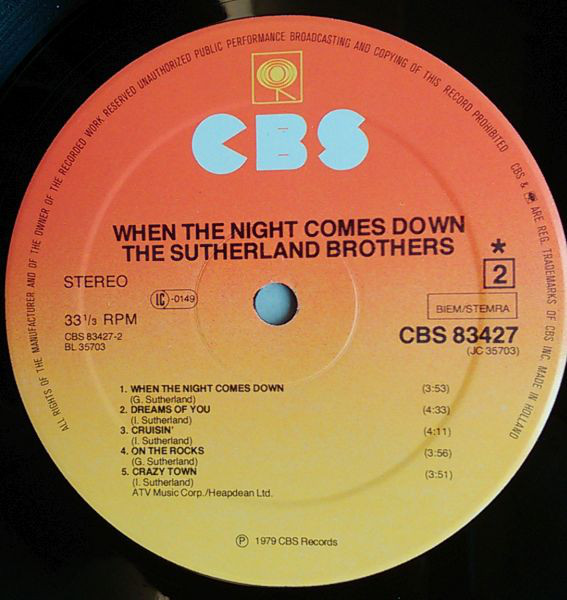 ALL RIGHTS OF THE MANUFACTURER AND OF THE OWNER OF THE RECORDED WORK RESERVED UNAUTHORIZED PUBLIC PERFORMANCE BROADCASTING AND COPYING OF THIS RECORD PROHIBITED
CBS & ARE REG. TRADEMARKS OF CBS INC. MADE IN HOLLAND
CBS
WHEN THE NIGHT COMES DOWN
THE SUTHERLAND BROTHERS
*
STEREO
LC -0149
2
33 1/3 RPM
BIEM/STEMRA
CBS 83427-2
BL 35703
CBS 83427
(JC 35703)
1. WHEN THE NIGHT COMES DOWN (3:53)
(G. Sutherland)
2. DREAMS OF YOU (4:33)
(I. Sutherland)
3. CRUISIN' (4:11)
(I. Sutherland)
4. ON THE ROCKS (3:56)
(G. Sutherland)
5. CRAZY TOWN (3:51)
(I. Sutherland)
ATV Music Corp./Heapdean Ltd.
Ⓟ 1979 CBS Records